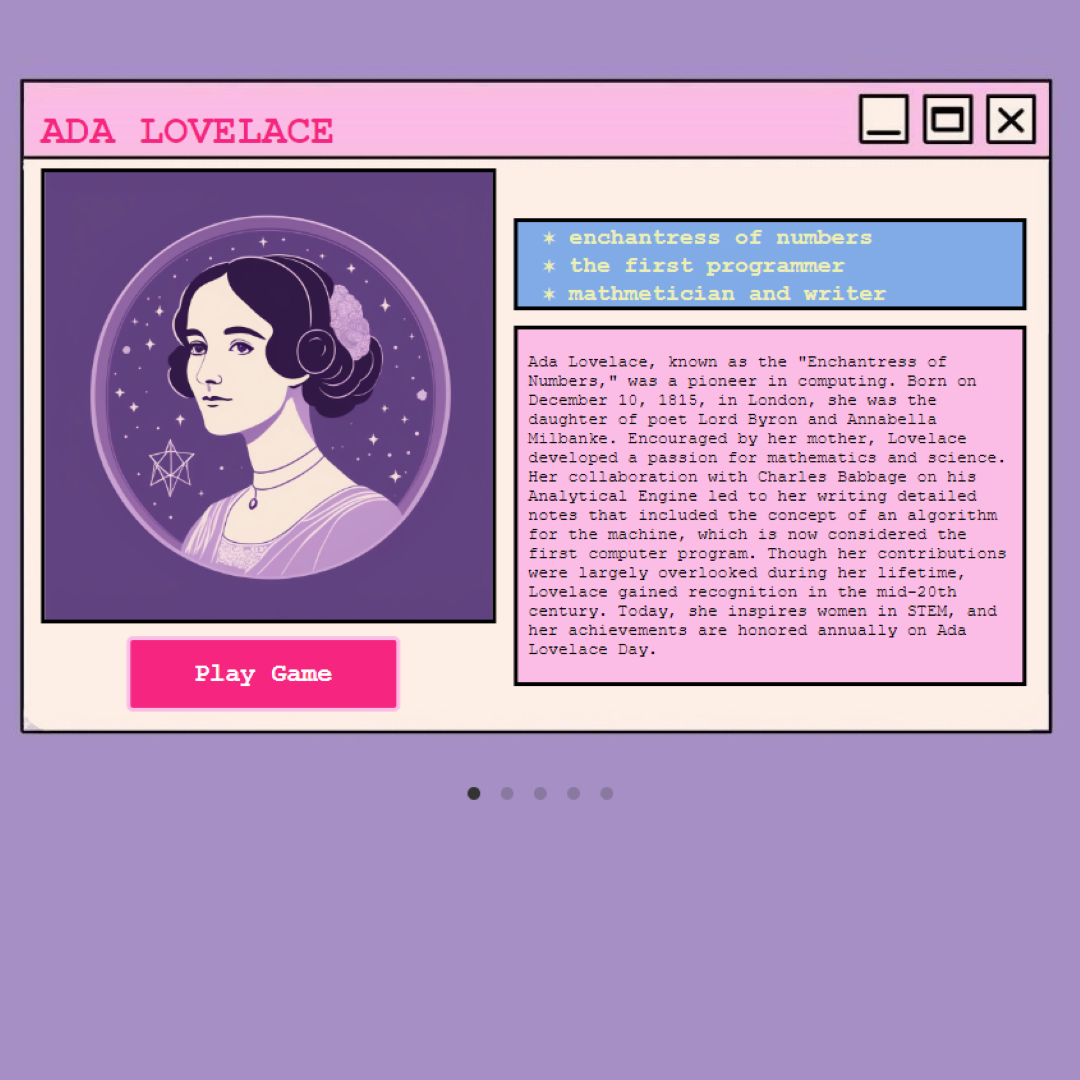 ADA LOVELACE
✶ enchantress of numbers
✶ the first programmer
✶ mathmetician and writer
Ada Lovelace, known as the "Enchantress of
Numbers," was a pioneer in computing. Born on
December 10, 1815, in London, she was the
daughter of poet Lord Byron and Annabella
Milbanke. Encouraged by her mother, Lovelace
developed a passion for mathematics and science.
Her collaboration with Charles Babbage on his
Analytical Engine led to her writing detailed
notes that included the concept of an algorithm
for the machine, which is now considered the
first computer program. Though her contributions
were largely overlooked during her lifetime,
Lovelace gained recognition in the mid-20th
century. Today, she inspires women in STEM, and
her achievements are honored annually on Ada
Lovelace Day.
Play Game